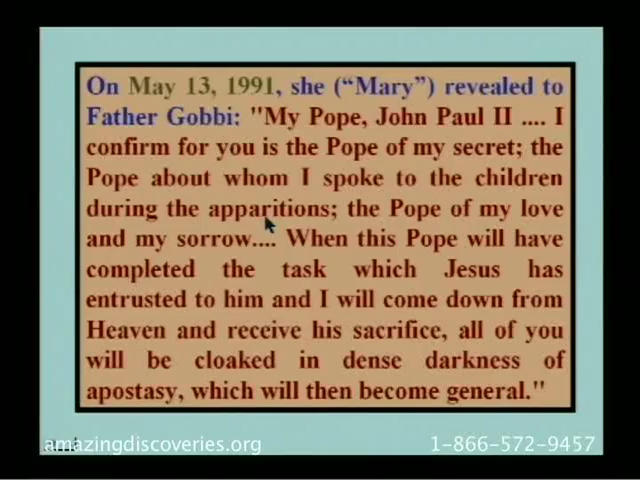 On May 13, 1991, she (“Mary”) revealed to
Father Gobbi: "My Pope, John Paul II .... I
confirm for you is the Pope of my secret; the
Pope about whom I spoke to the children
during the apparitions; the Pope of my love
and my sorrow.... When this Pope will have
completed the task which Jesus has
entrusted to him and I will come down from
Heaven and receive his sacrifice, all of you
will be cloaked in dense darkness of
apostasy, which will then become general."
amazingdiscoveries.org 1-866-572-9457